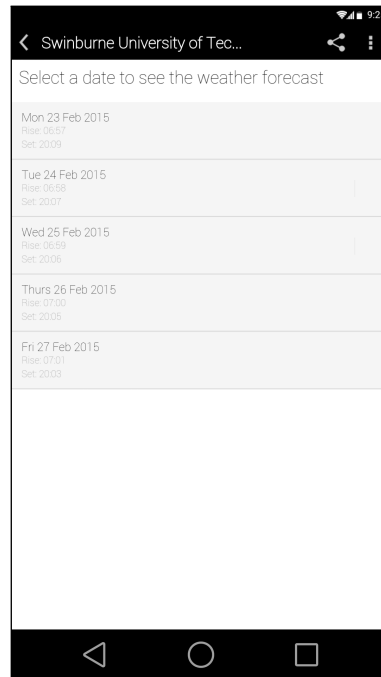 9:2
Swinburne University of Tec...
Select a date to see the weather forecast
Mon 23 Feb 2015
Rise: 06:57
Set: 20:09
Tue 24 Feb 2015
Rise: 06:58
Set: 20:07
Wed 25 Feb 2015
Rise: 06:59
Set: 20:06
Thurs 26 Feb 2015
Rise: 07:00
Set: 20:05
Fri 27 Feb 2015
Rise: 07:01
Set: 20:03